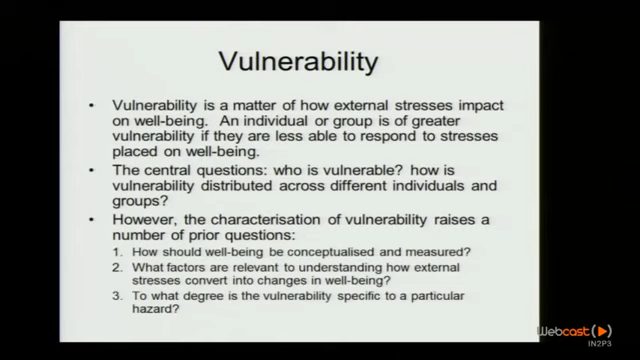 Vulnerability
• Vulnerability is a matter of how external stresses impact
on well-being. An individual or group is of greater
vulnerability if they are less able to respond to stresses
placed on well-being.
• The central questions: who is vulnerable? how is
vulnerability distributed across different individuals and
groups?
• However, the characterisation of vulnerability raises a
number of prior questions:
1. How should well-being be conceptualised and measured?
2. What factors are relevant to understanding how external
stresses convert into changes in well-being?
3. To what degree is the vulnerability specific to a particular
hazard?
Webcast
IN2P3